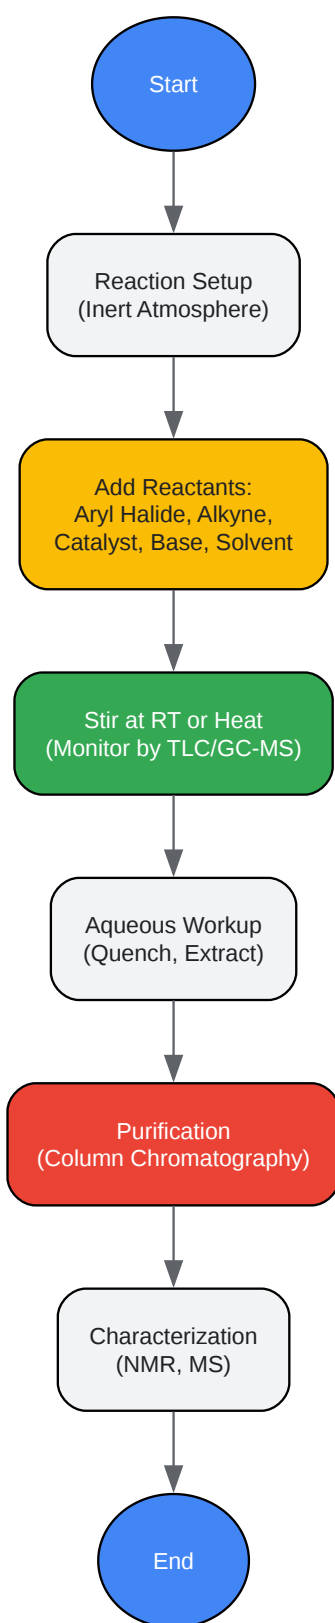 Start
Reaction Setup
(Inert Atmosphere)
Add Reactants:
Aryl Halide, Alkyne,
Catalyst, Base, Solvent
Stir at RT or Heat
(Monitor by TLC/GC-MS)
Aqueous Workup
(Quench, Extract)
Purification
(Column Chromatography)
Characterization
(NMR, MS)
End